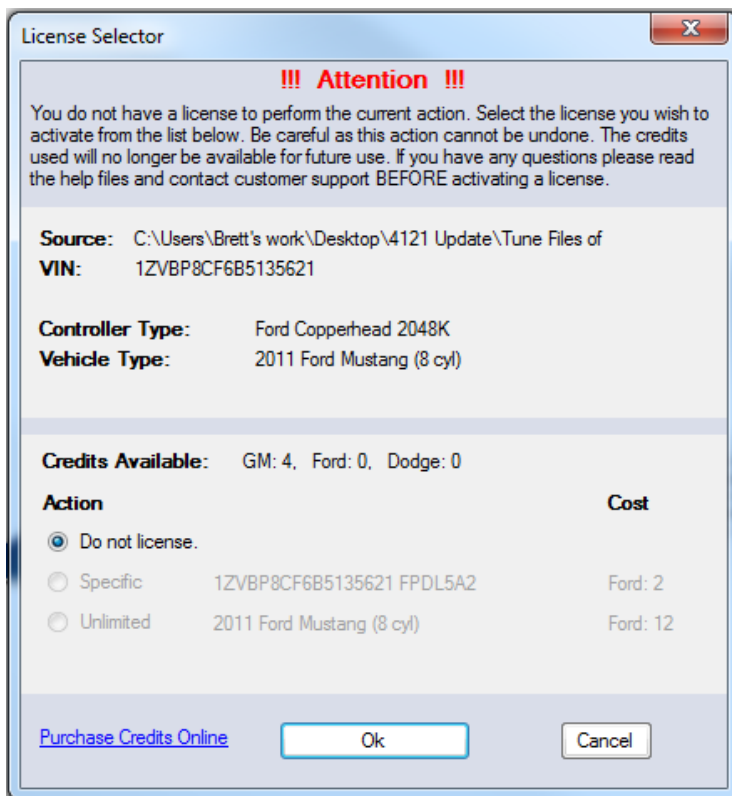 License Selector
!!! Attention !!!
You do not have a license to perform the current action. Select the license you wish to
activate from the list below. Be careful as this action cannot be undone. The credits
used will no longer be available for future use. If you have any questions please read
the help files and contact customer support BEFORE activating a license.
Source: C:\Users\Brett's work\Desktop\4121 Update\Tune Files of
VIN: 1ZVBP8CF6B5135621
Controller Type: Ford Copperhead 2048K
Vehicle Type: 2011 Ford Mustang (8 cyl)
Credits Available: GM: 4, Ford: 0, Dodge: 0
Action Cost
Do not license.
Specific 1ZVBP8CF6B5135621 FPDL5A2 Ford: 2
Unlimited 2011 Ford Mustang (8 cyl) Ford: 12
Purchase Credits Online Ok Cancel